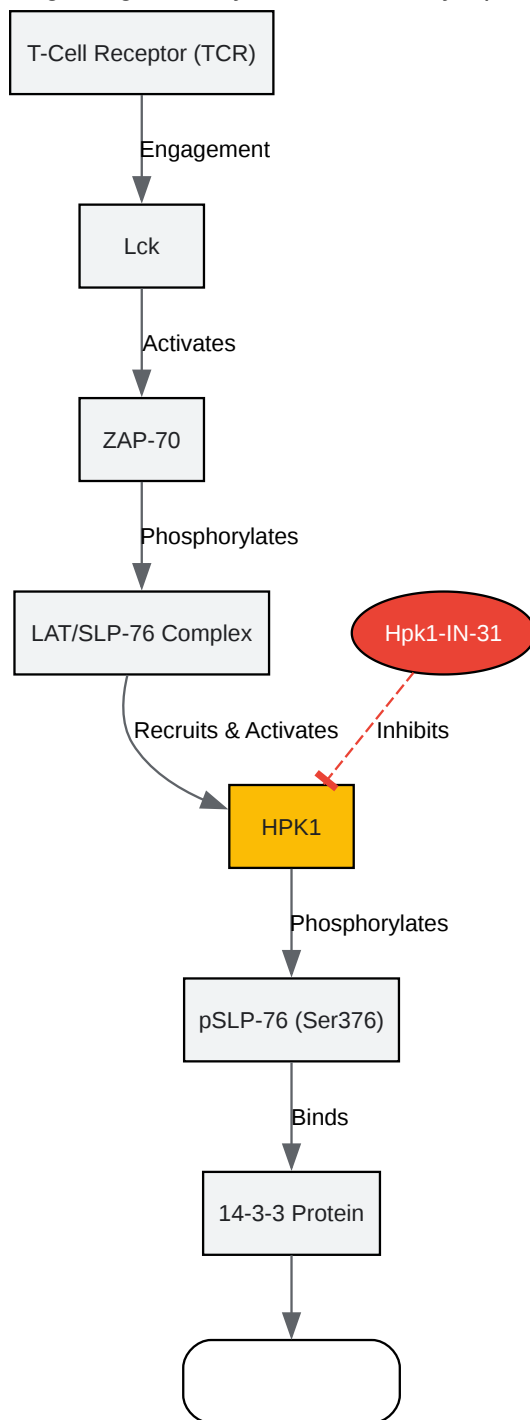 T-Cell Receptor (TCR)
Engagement
Lck
Activates
ZAP-70
Phosphorylates
LAT/SLP-76 Complex
Hpk1-IN-31
Recruits & Activates
Inhibits
HPK1
Phosphorylates
pSLP-76 (Ser376)
Binds
14-3-3 Protein